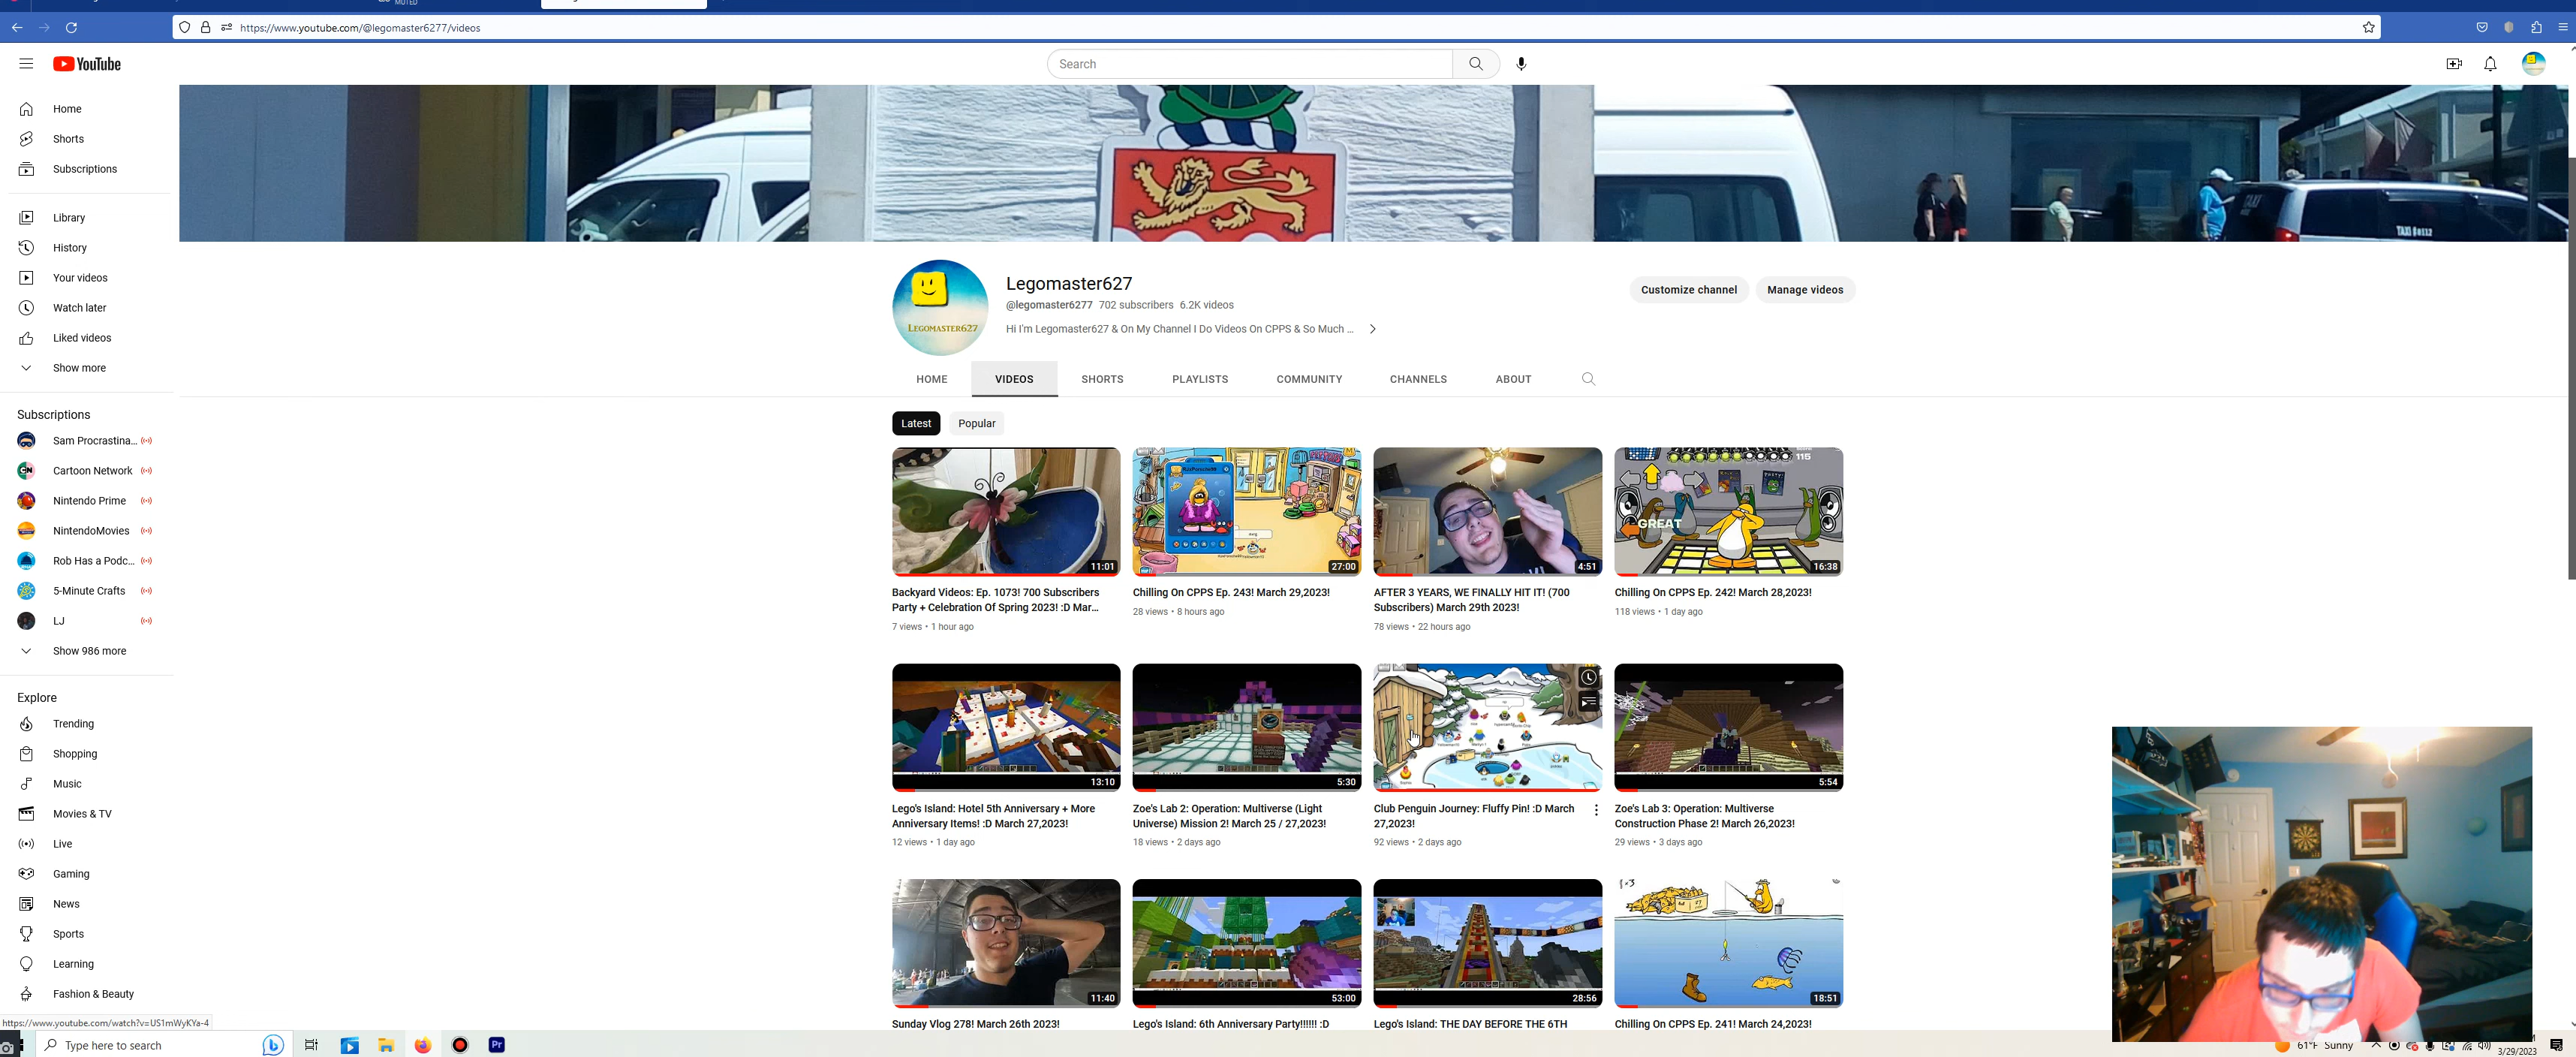 MUTED
https://www.youtube.com/@legomaster6277/videos
YouTube
Search
Home
Shorts
Subscriptions
Library
History
Your videos
Watch later
Liked videos
Show more
Subscriptions
Sam Procrastina...
Cartoon Network
Nintendo Prime
NintendoMovies
Rob Has a Podc...
5-Minute Crafts
LJ
Show 986 more
Explore
Trending
Shopping
Music
Movies & TV
Live
Gaming
News
Sports
Learning
Fashion & Beauty
LEGOMASTER627
Legomaster627
@legomaster6277 702 subscribers 6.2K videos
Hi I'm Legomaster627 & On My Channel I Do Videos On CPPS & So Much ...
Customize channel Manage videos
HOME VIDEOS SHORTS PLAYLISTS COMMUNITY CHANNELS ABOUT
Latest Popular
11:01 27:00 4:51 GREAT 115 16:38
Backyard Videos: Ep. 1073! 700 Subscribers
Party + Celebration Of Spring 2023! :D Mar...
7 views • 1 hour ago
Chilling On CPPS Ep. 243! March 29,2023!
28 views • 8 hours ago
AFTER 3 YEARS, WE FINALLY HIT IT! (700
Subscribers) March 29th 2023!
78 views • 22 hours ago
Chilling On CPPS Ep. 242! March 28,2023!
118 views • 1 day ago
13:10 5:30 5:54
Lego's Island: Hotel 5th Anniversary + More
Anniversary Items! :D March 27,2023!
12 views • 1 day ago
Zoe's Lab 2: Operation: Multiverse (Light
Universe) Mission 2! March 25 / 27,2023!
18 views • 2 days ago
Club Penguin Journey: Fluffy Pin! :D March
27,2023!
92 views • 2 days ago
Zoe's Lab 3: Operation: Multiverse
Construction Phase 2! March 26,2023!
29 views • 3 days ago
11:40 53:00 28:56 18:51
Sunday Vlog 278! March 26th 2023!
Lego's Island: 6th Anniversary Party!!!!!! :D
Lego's Island: THE DAY BEFORE THE 6TH
Chilling On CPPS Ep. 241! March 24,2023!
https://www.youtube.com/watch?v=US1mWyKYa-4
Type here to search
Pr
61°F Sunny
3/29/2023